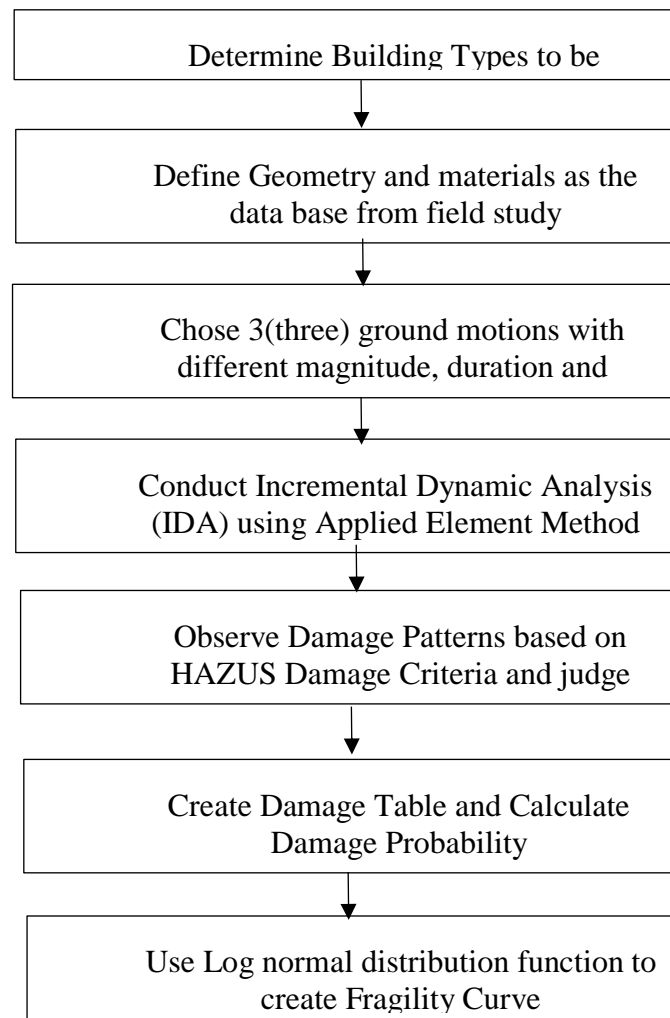 Determine Building Types to be
Define Geometry and materials as the
data base from field study
Chose 3(three) ground motions with
different magnitude, duration and
Conduct Incremental Dynamic Analysis
(IDA) using Applied Element Method
Observe Damage Patterns based on
HAZUS Damage Criteria and judge
Create Damage Table and Calculate
Damage Probability
Use Log normal distribution function to
create Fragility Curve